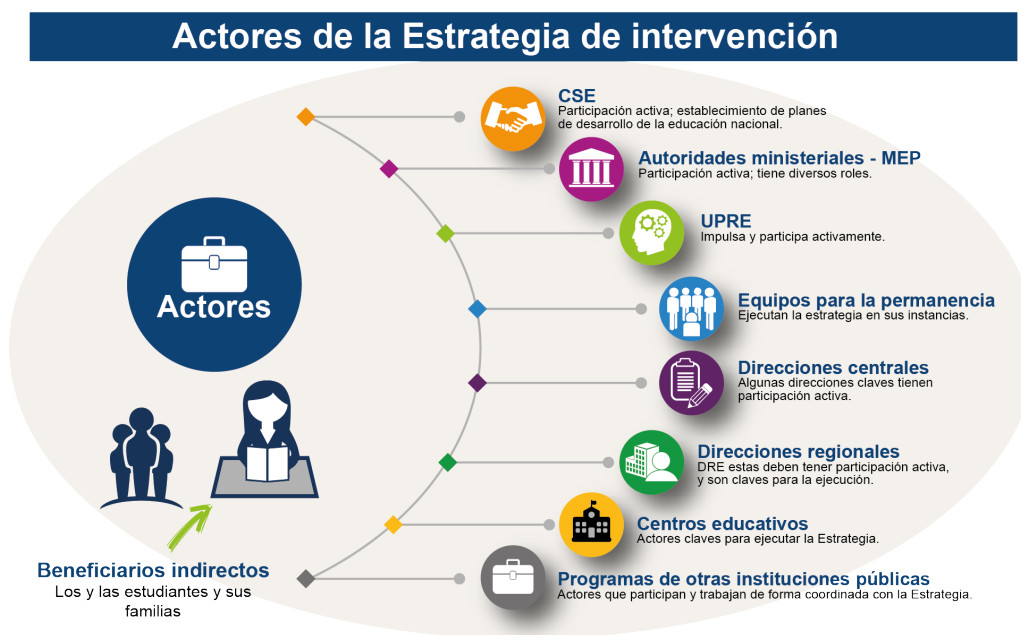 Actores de la Estrategia de intervención
CSE
Participación activa; establecimiento de planes
de desarrollo de la educación nacional.
Autoridades ministeriales - MEP
Participación activa; tiene diversos roles.
UPRE
Impulsa y participa activamente.
Actores
Equipos para la permanencia
Ejecutan la estrategia en sus instancias.
Direcciones centrales
Algunas direcciones claves tienen
participación activa.
Direcciones regionales
DRE estas deben tener participación activa,
y son claves para la ejecución.
Centros educativos
Actores claves para ejecutar la Estrategia.
Programas de otras instituciones públicas
Actores que participan y trabajan de forma coordinada con la Estrategia.
Beneficiarios indirectos
Los y las estudiantes y sus
familias